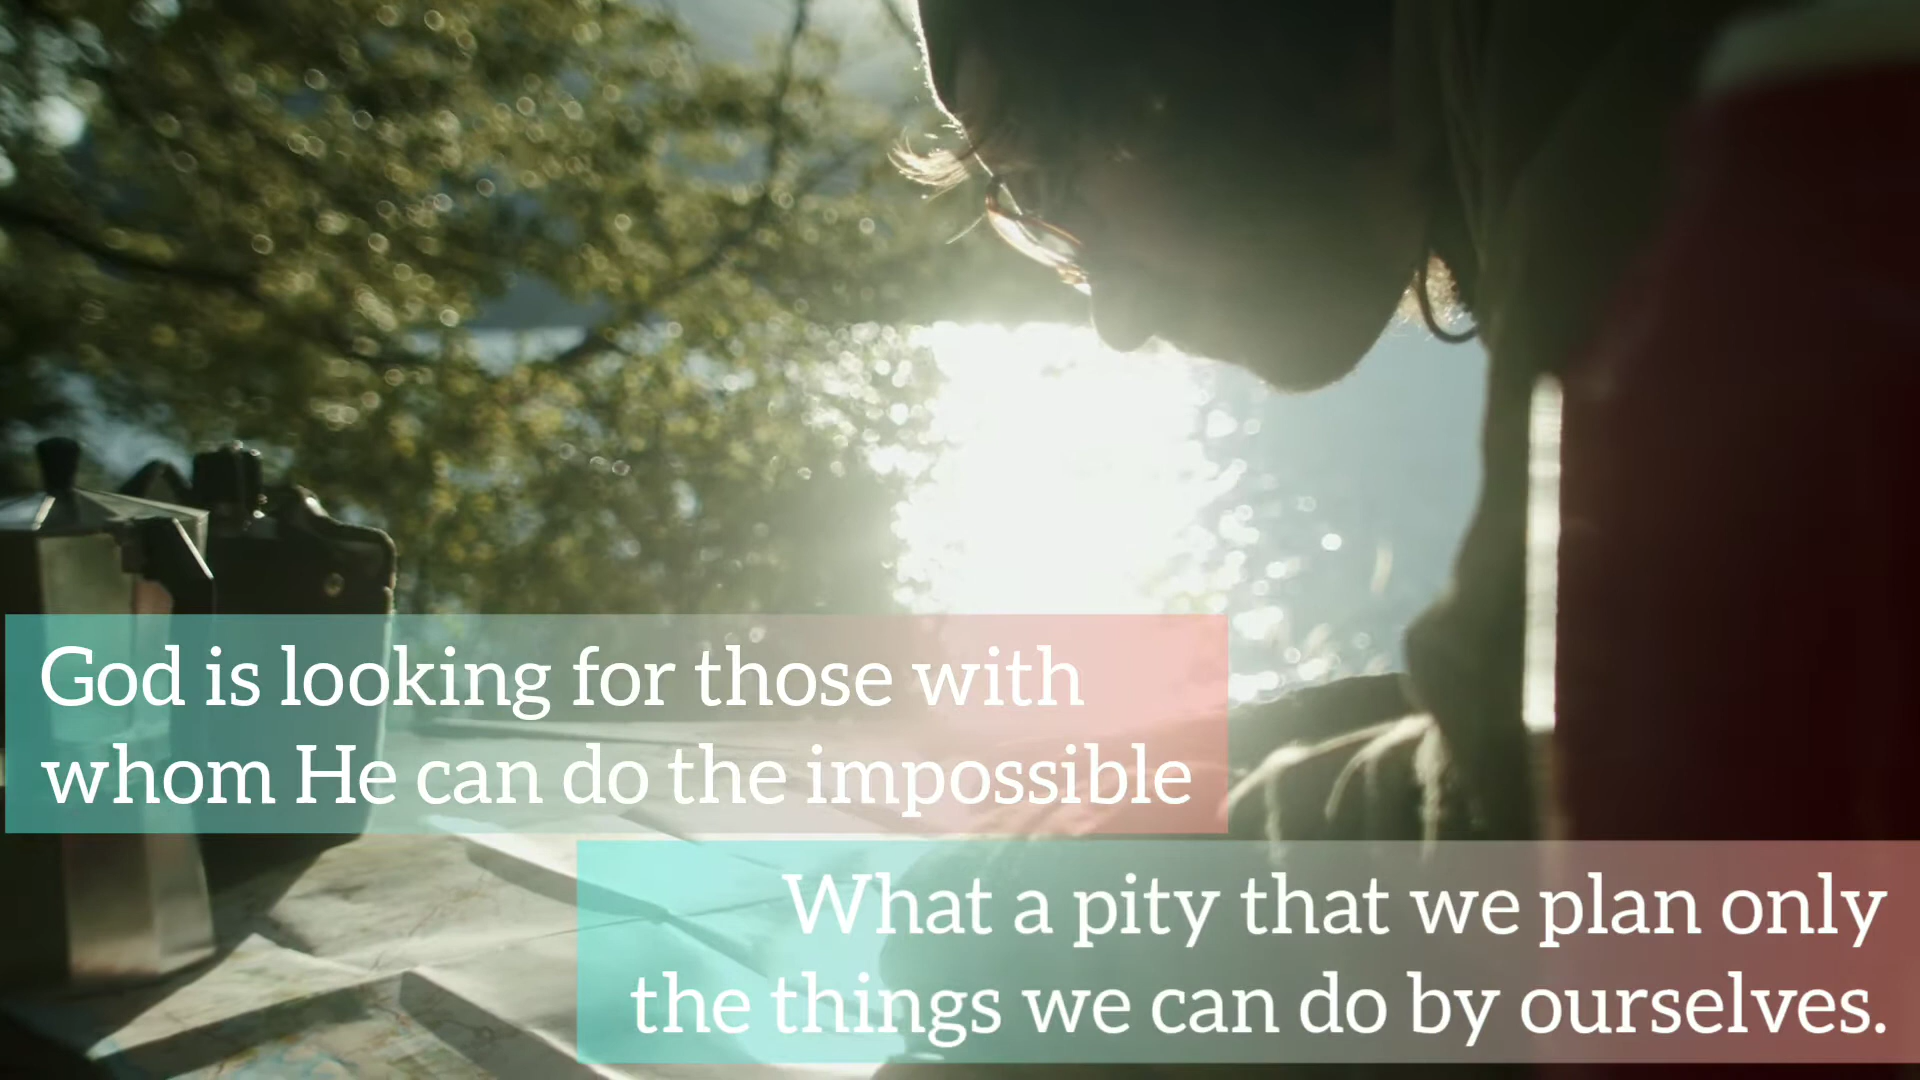 God is looking for those with
whom He can do the impossible
What a pity that we plan only
the things we can do by ourselves.